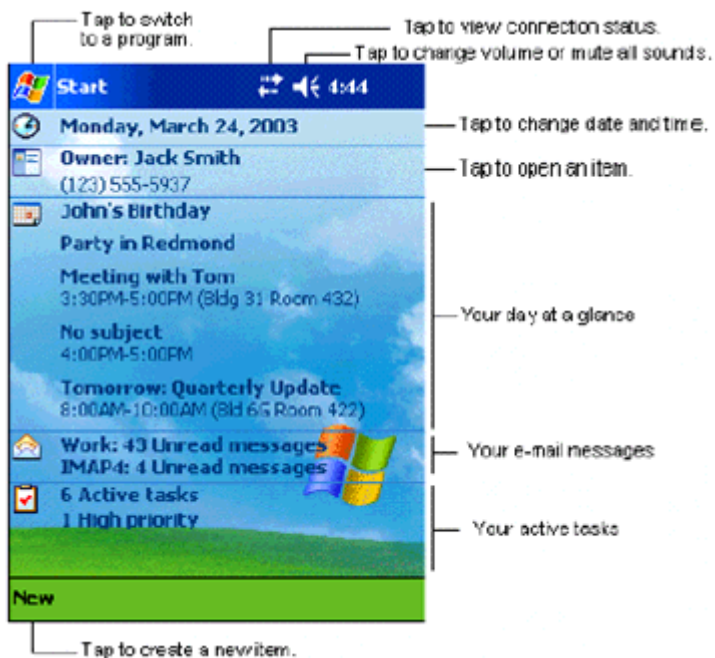 Tap to switch
to a program.
Tap to view connection status.
Tap to change volume or mute all sounds.
Start
4:44
Monday, March 24, 2003
Tap to change date and time.
Owner: Jack Smith
(123) 555-5937
Tap to open an item.
John's Birthday
Party in Redmond
Meeting with Tom
3:30PM-5:00PM (Bldg 31 Room 432)
No subject
4:00PM-5:00PM
Tomorrow: Quarterly Update
8:00AM-10:00AM (Bld 6G Room 422)
Your day at a glance
Work: 43 Unread messages
IMAP4: 4 Unread messages
Your e-mail messages
6 Active tasks
1 High priority
Your active tasks
New
Tap to create a new item.